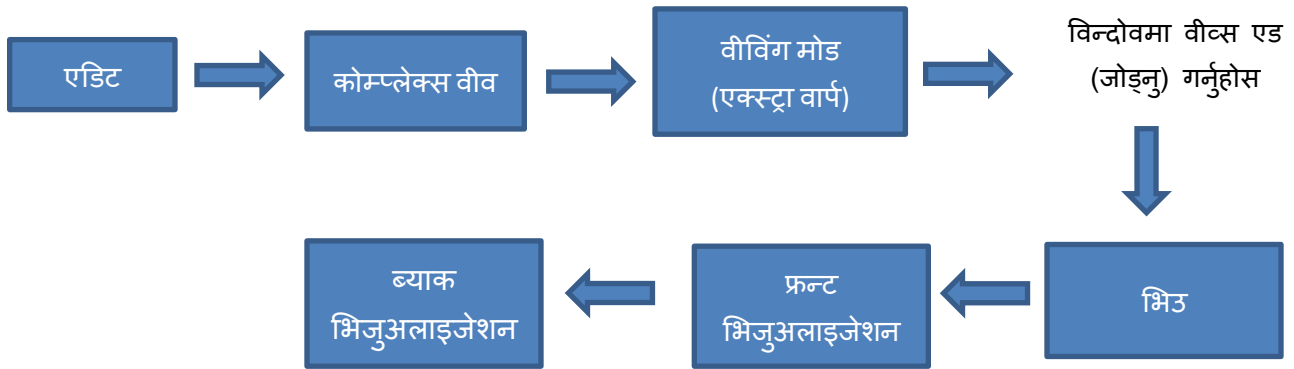 एडिट
कोम्प्लेक्स वीव
वीविंग मोड
(एक्स्ट्रा वार्प)
विन्दोवमा वीव्स एड
(जोड्नु) गर्नुहोस
भिउ
फ्रन्ट
भिजुअलाइजेशन
ब्याक
भिजुअलाइजेशन